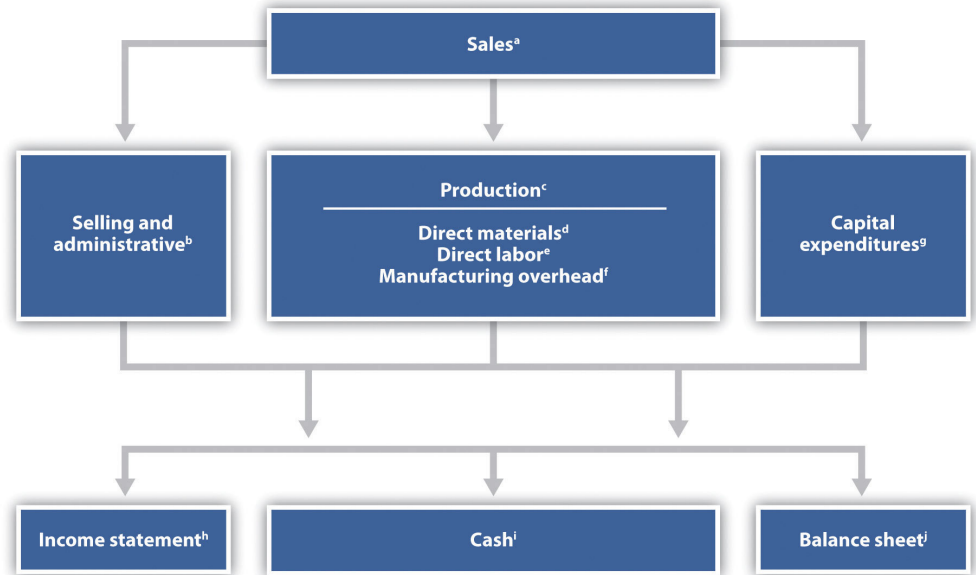 Salesᵃ
Selling and
administrativeᵇ
Productionᶜ
Direct materialsᵈ
Direct laborᵉ
Manufacturing overheadᶠ
Capital
expendituresᵍ
Income statementʰ
Cashⁱ
Balance sheetʲ